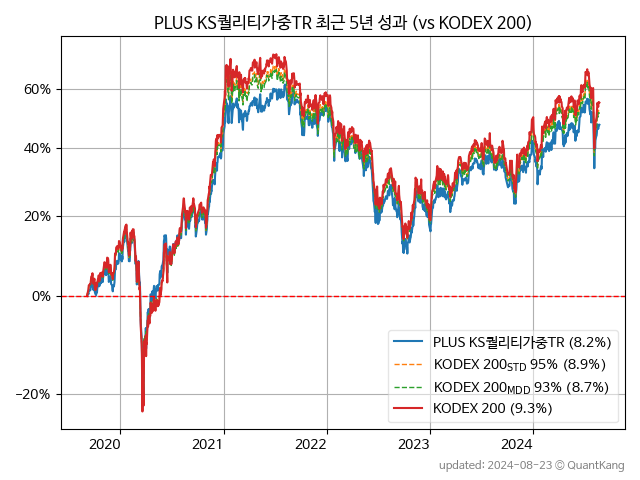 PLUS KS퀄리티가중TR 최근 5년 성과 (vs KODEX 200)
60%
40%
20%
0%
−20%
PLUS KS퀄리티가중TR (8.2%)
KODEX 200STD 95% (8.9%)
KODEX 200MDD 93% (8.7%)
KODEX 200 (9.3%)
2020 2021 2022 2023 2024
updated: 2024-08-23 © QuantKang